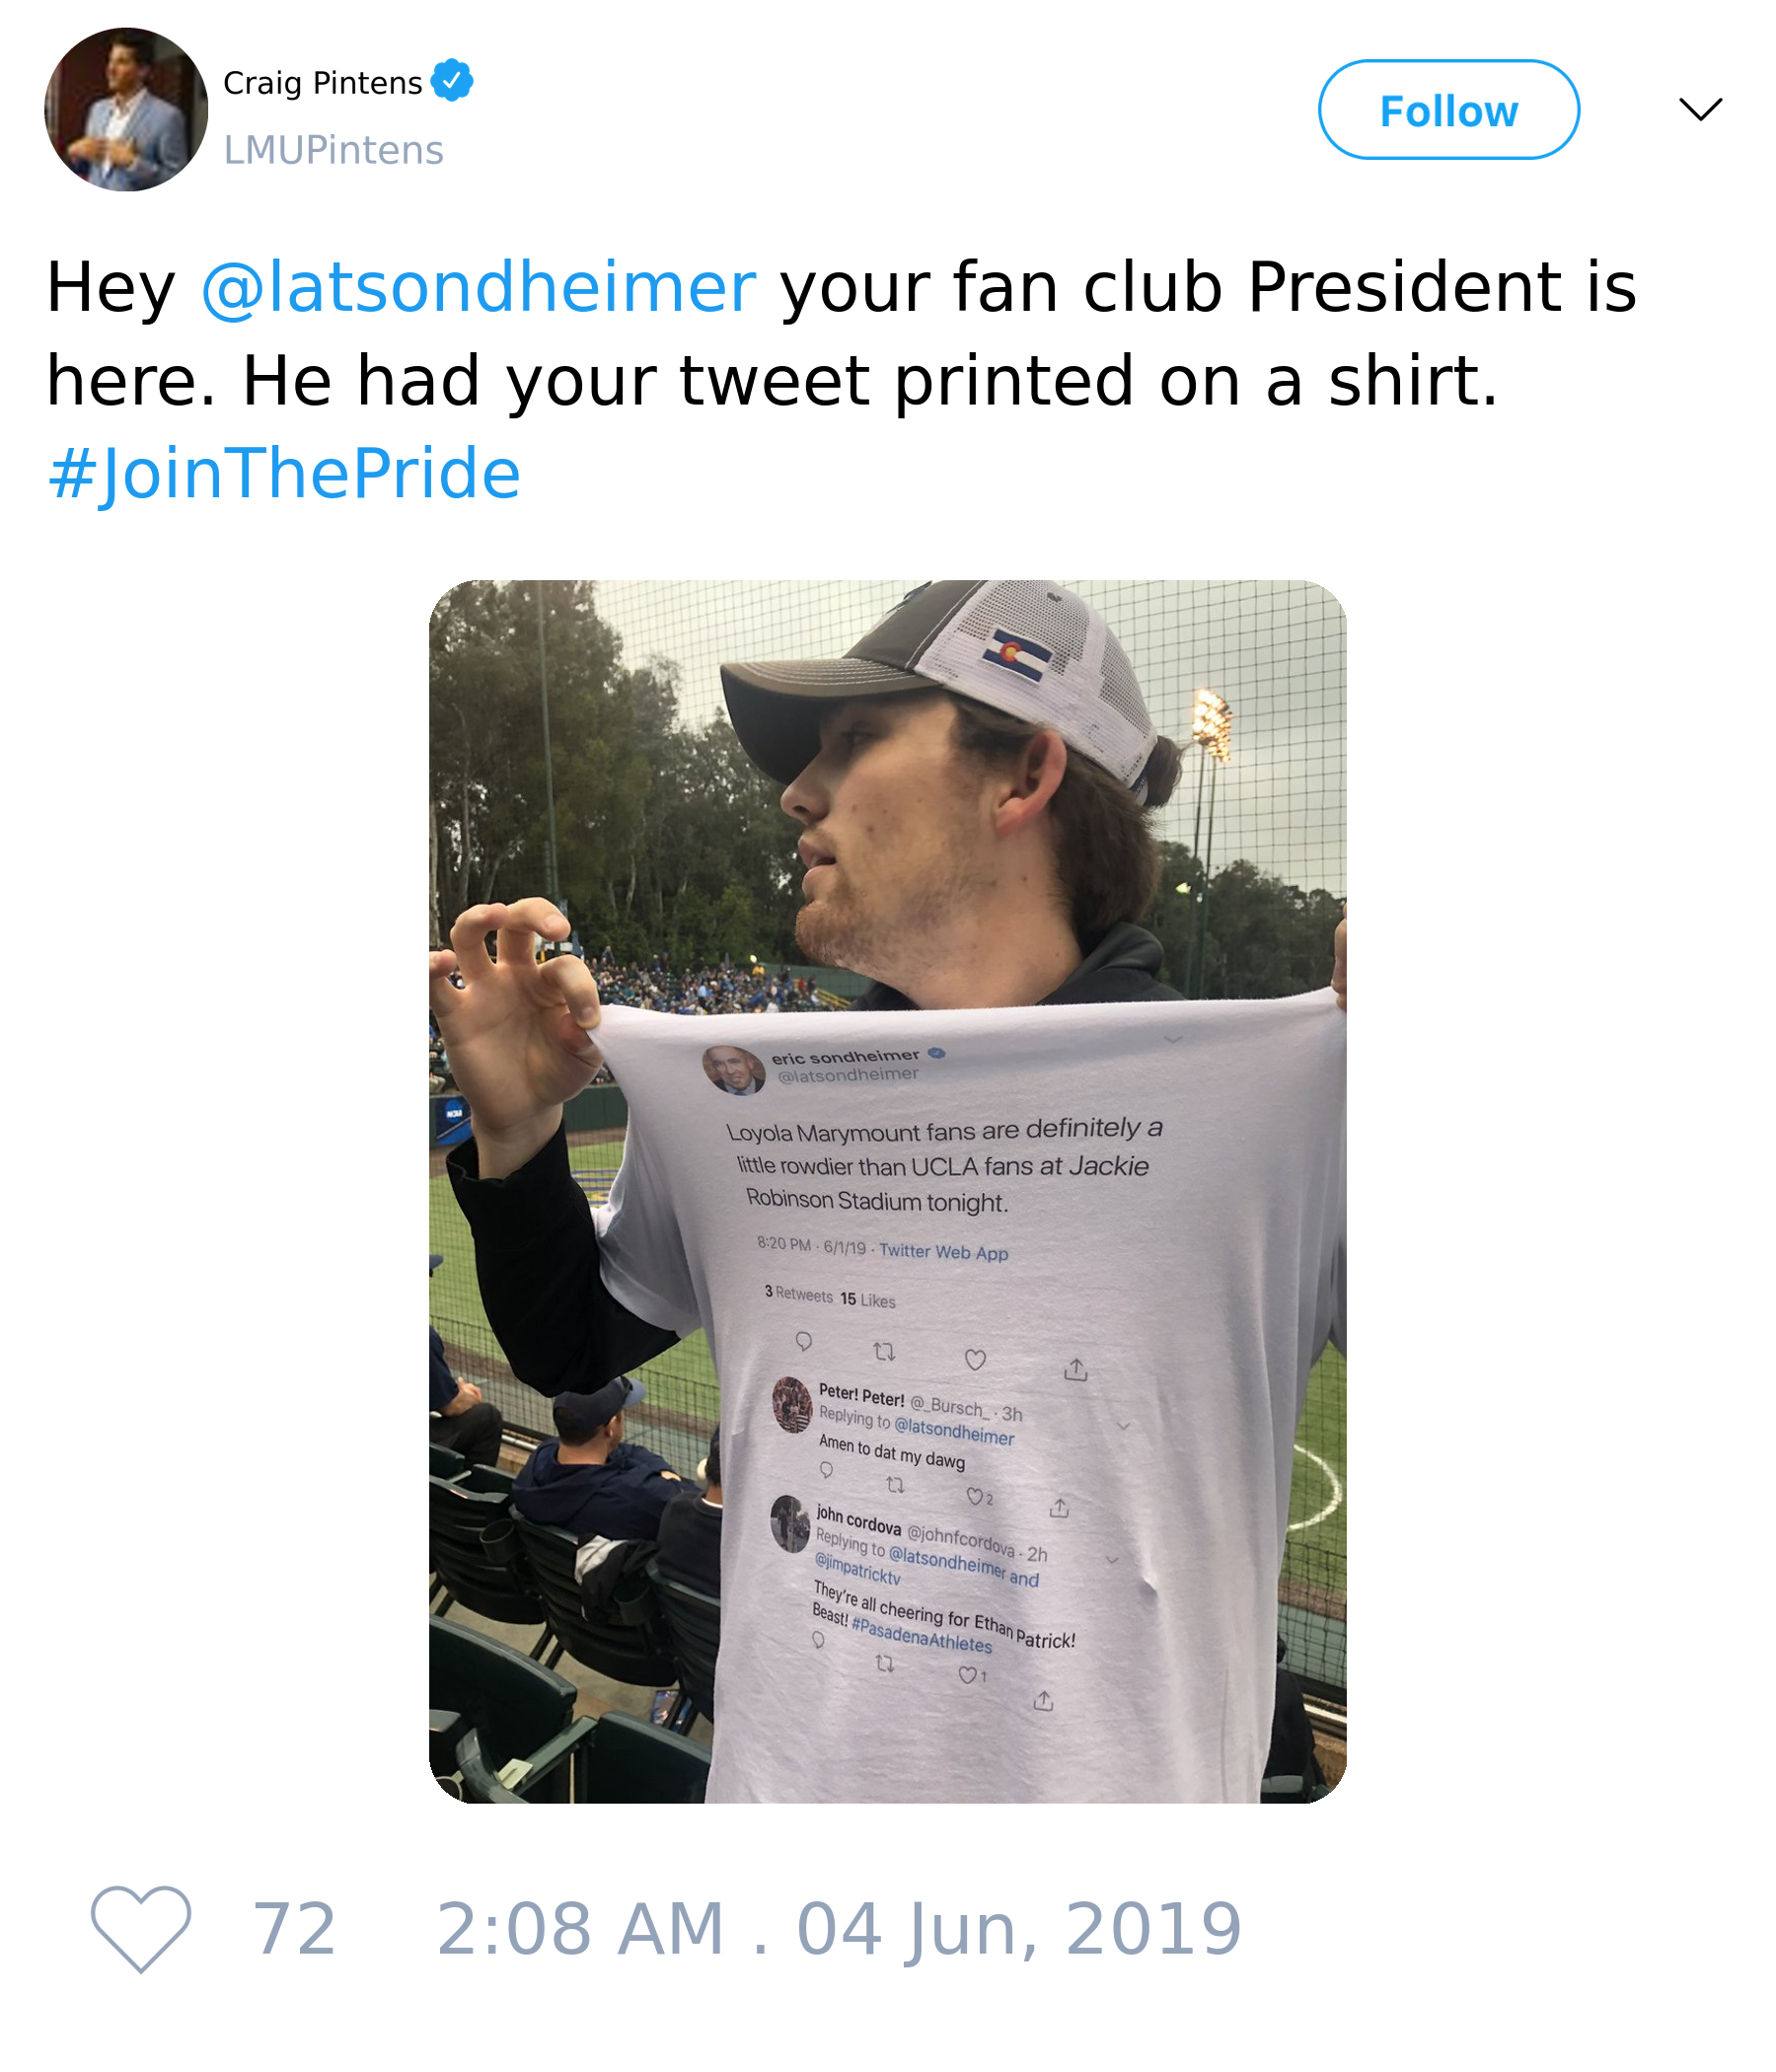 Craig Pintens
LMUPintens
Follow
Hey @latsondheimer your fan club President is
here. He had your tweet printed on a shirt.
#JoinThePride
eric sondheimer
@latsondheimer
Loyola Marymount fans are definitely a
little rowdier than UCLA fans at Jackie
Robinson Stadium tonight.
8:20 PM · 6/1/19 · Twitter Web App
3 Retweets 15 Likes
Peter! Peter! @_Bursch_ · 3h
Replying to @latsondheimer
Amen to dat my dawg
2
john cordova @johnfcordova · 2h
Replying to @latsondheimer and
@jimpatricktv
They're all cheering for Ethan Patrick!
Beast! #PasadenaAthletes
1
NCAA
72 2:08 AM . 04 Jun, 2019